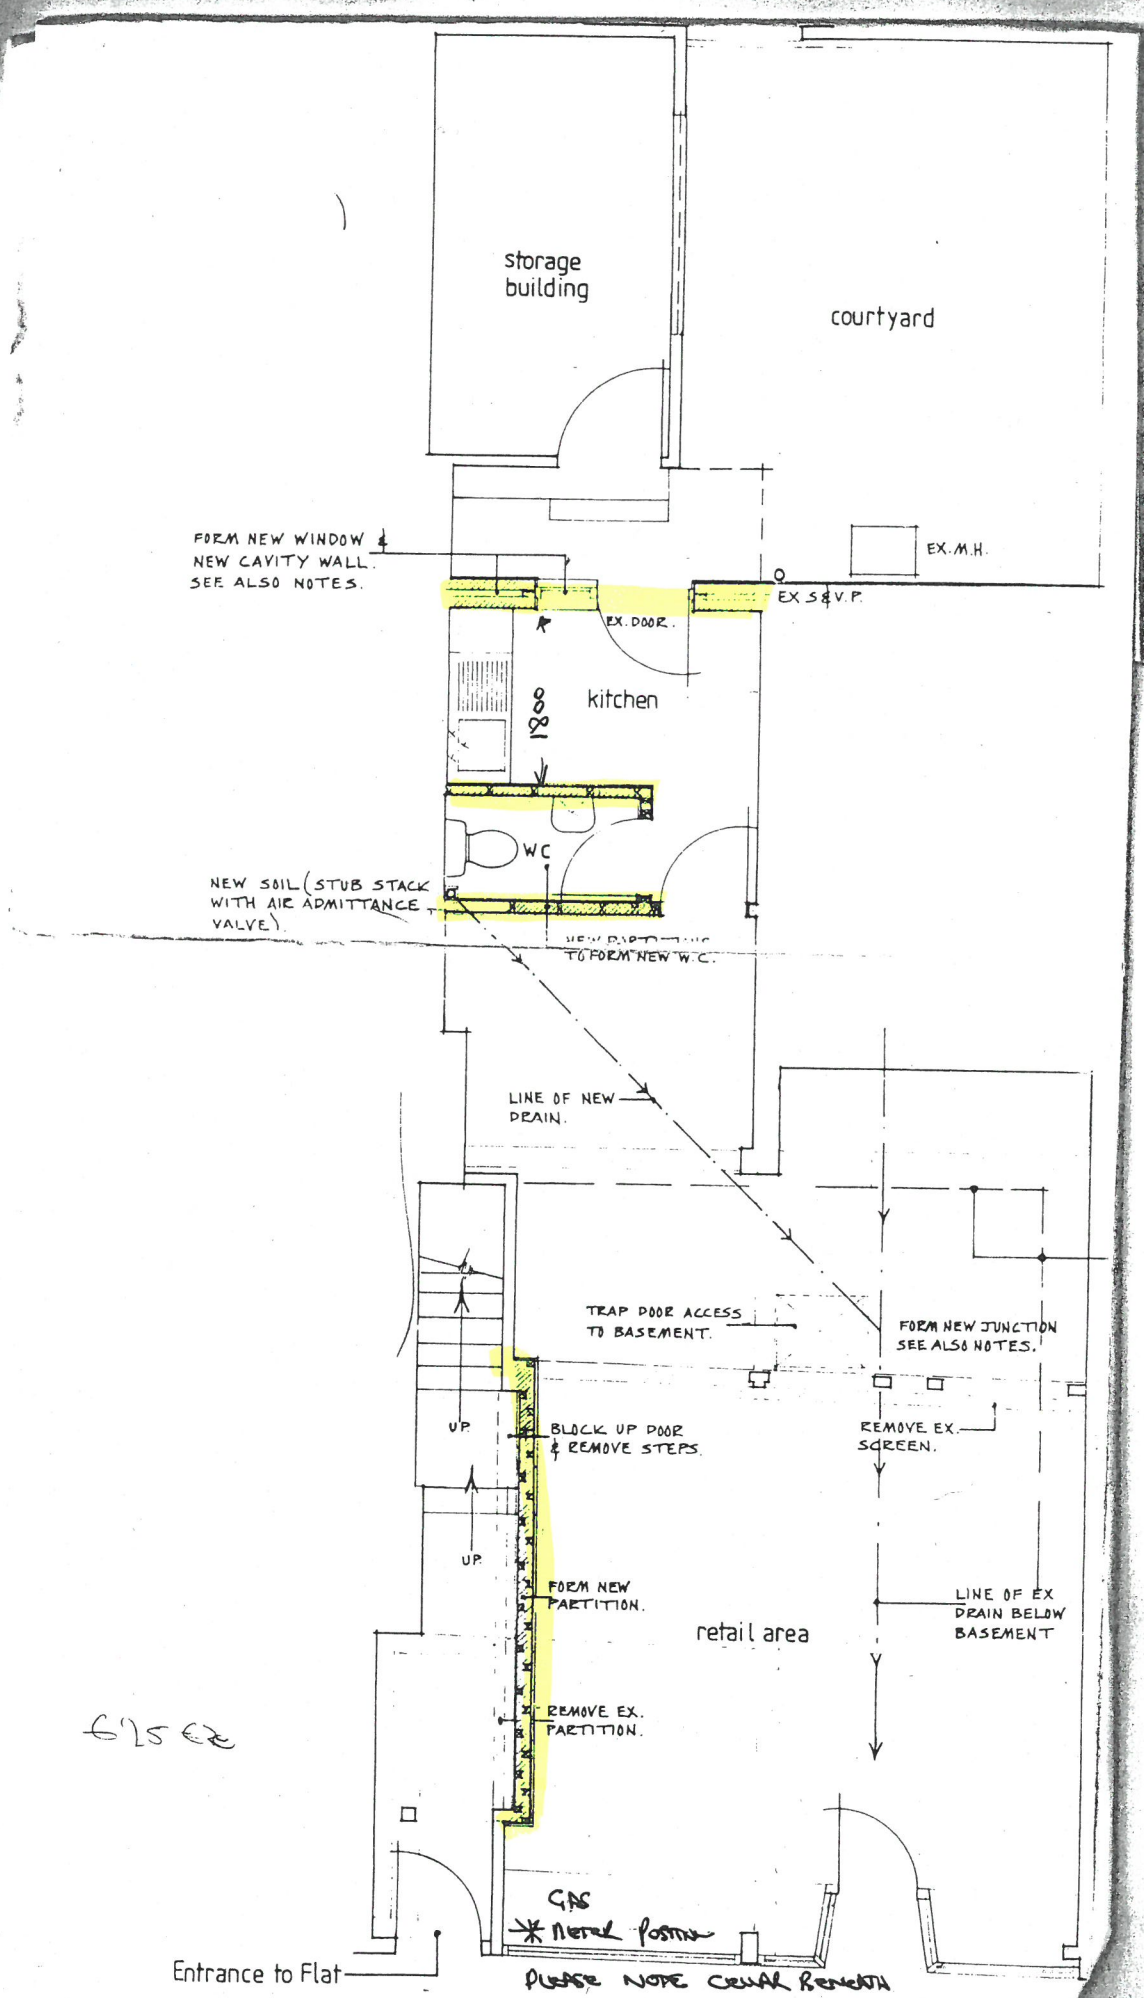 storage
building
courtyard
FORM NEW WINDOW &
NEW CAVITY WALL.
SEE ALSO NOTES.
EX.M.H.
EX S&V.P.
EX.DOOR.
kitchen
WC
NEW SOIL (STUB STACK
WITH AIR ADMITTANCE
VALVE).
NEW PARTITIONS
TO FORM NEW W.C.
LINE OF NEW
DRAIN.
TRAP DOOR ACCESS
TO BASEMENT.
FORM NEW JUNCTION
SEE ALSO NOTES.
UP.
BLOCK UP DOOR
& REMOVE STEPS.
REMOVE EX.
SCREEN.
UP.
FORM NEW
PARTITION.
LINE OF EX
DRAIN BELOW
BASEMENT
retail area
REMOVE EX.
PARTITION.
GAS
METER POSITION
Entrance to Flat
PLEASE NOTE CELLAR BENEATH